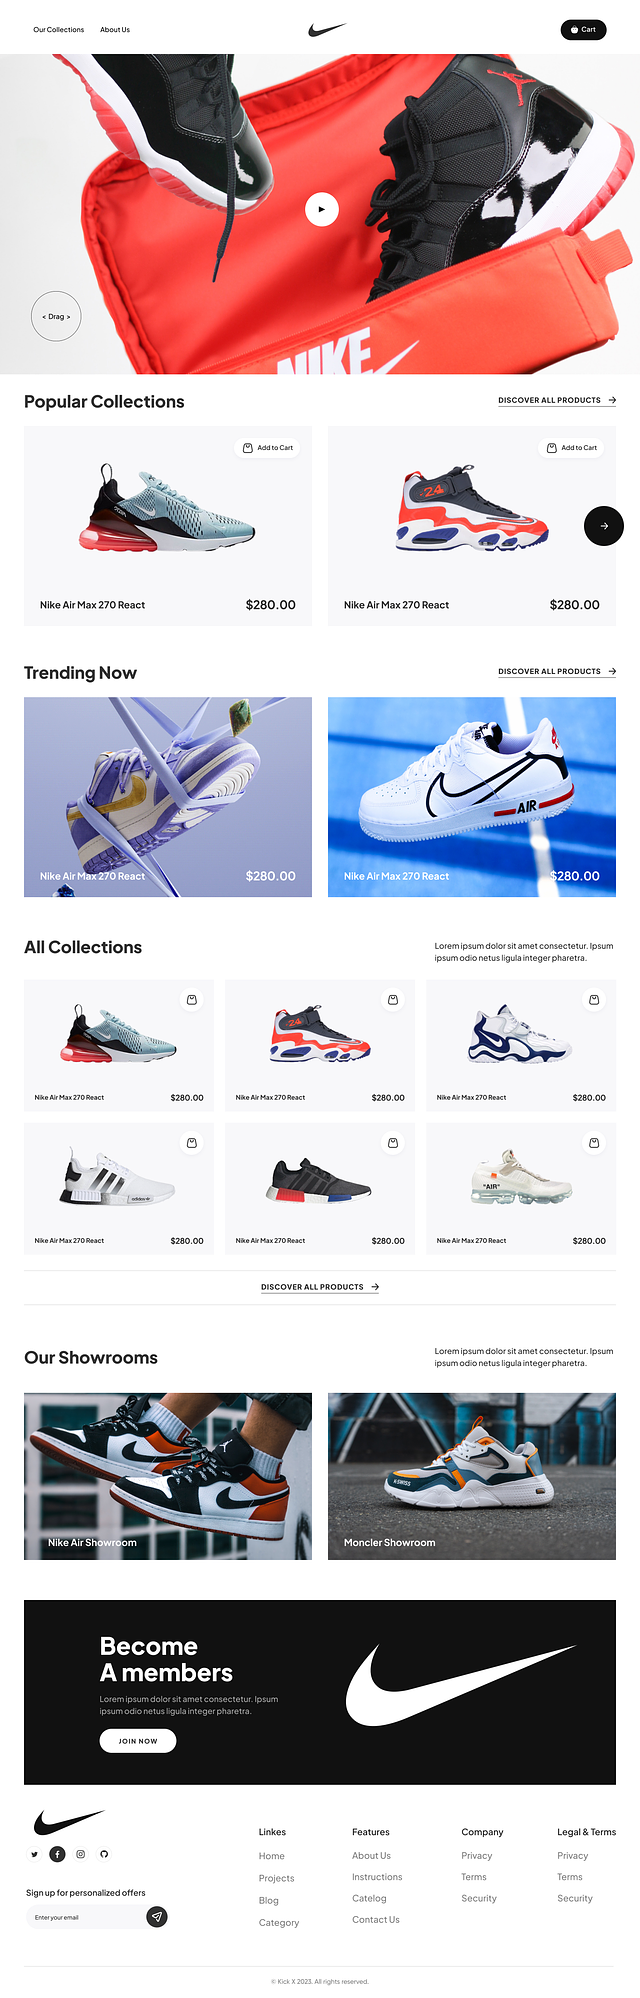 Our Collections
About Us
Cart
< Drag >
NIKE
Popular Collections
DISCOVER ALL PRODUCTS
Add to Cart
Add to Cart
24
Nike Air Max 270 React
$280.00
Nike Air Max 270 React
$280.00
Trending Now
DISCOVER ALL PRODUCTS
AIR
Nike Air Max 270 React
$280.00
Nike Air Max 270 React
$280.00
All Collections
Lorem ipsum dolor sit amet consectetur. Ipsum
ipsum odio netus ligula integer pharetra.
24
Nike Air Max 270 React
$280.00
Nike Air Max 270 React
$280.00
Nike Air Max 270 React
$280.00
"AIR"
Nike Air Max 270 React
$280.00
Nike Air Max 270 React
$280.00
Nike Air Max 270 React
$280.00
DISCOVER ALL PRODUCTS
Our Showrooms
Lorem ipsum dolor sit amet consectetur. Ipsum
ipsum odio netus ligula integer pharetra.
K·SWISS
Nike Air Showroom
Moncler Showroom
Become
A members
Lorem ipsum dolor sit amet consectetur. Ipsum
ipsum odio netus ligula integer pharetra.
JOIN NOW
Sign up for personalized offers
Enter your email
Linkes
Home
Projects
Blog
Category
Features
About Us
Instructions
Catelog
Contact Us
Company
Privacy
Terms
Security
Legal & Terms
Privacy
Terms
Security
© Kick X 2023. All rights reserved.